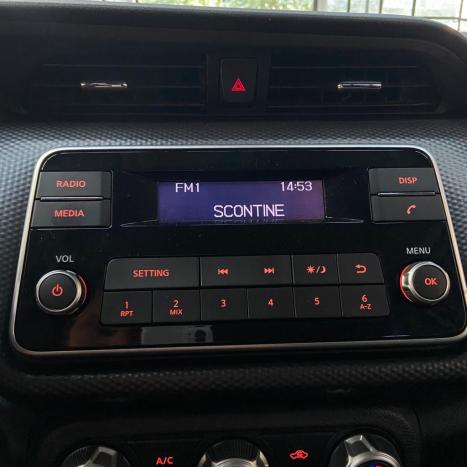 RADIO
MEDIA
FM1 14:53
SCONTINE
DISP
VOL
MENU
SETTING
OK
1
RPT
2
MIX
3
4
5
6
A-Z
A/C